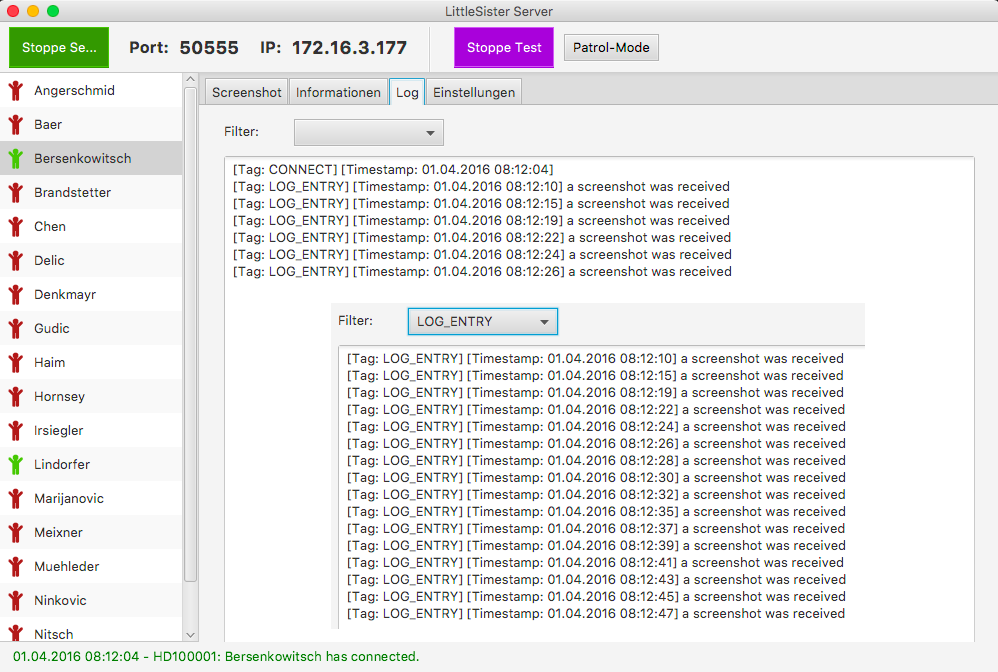 LittleSister Server
Stoppe Se... Port: 50555 IP: 172.16.3.177 Stoppe Test Patrol-Mode
Angerschmid
Baer
Bersenkowitsch
Brandstetter
Chen
Delic
Denkmayr
Gudic
Haim
Hornsey
Irsiegler
Lindorfer
Marijanovic
Meixner
Muehleder
Ninkovic
Nitsch
Screenshot Informationen Log Einstellungen
Filter:
[Tag: CONNECT] [Timestamp: 01.04.2016 08:12:04]
[Tag: LOG_ENTRY] [Timestamp: 01.04.2016 08:12:10] a screenshot was received
[Tag: LOG_ENTRY] [Timestamp: 01.04.2016 08:12:15] a screenshot was received
[Tag: LOG_ENTRY] [Timestamp: 01.04.2016 08:12:19] a screenshot was received
[Tag: LOG_ENTRY] [Timestamp: 01.04.2016 08:12:22] a screenshot was received
[Tag: LOG_ENTRY] [Timestamp: 01.04.2016 08:12:24] a screenshot was received
[Tag: LOG_ENTRY] [Timestamp: 01.04.2016 08:12:26] a screenshot was received
Filter: LOG_ENTRY
[Tag: LOG_ENTRY] [Timestamp: 01.04.2016 08:12:10] a screenshot was received
[Tag: LOG_ENTRY] [Timestamp: 01.04.2016 08:12:15] a screenshot was received
[Tag: LOG_ENTRY] [Timestamp: 01.04.2016 08:12:19] a screenshot was received
[Tag: LOG_ENTRY] [Timestamp: 01.04.2016 08:12:22] a screenshot was received
[Tag: LOG_ENTRY] [Timestamp: 01.04.2016 08:12:24] a screenshot was received
[Tag: LOG_ENTRY] [Timestamp: 01.04.2016 08:12:26] a screenshot was received
[Tag: LOG_ENTRY] [Timestamp: 01.04.2016 08:12:28] a screenshot was received
[Tag: LOG_ENTRY] [Timestamp: 01.04.2016 08:12:30] a screenshot was received
[Tag: LOG_ENTRY] [Timestamp: 01.04.2016 08:12:32] a screenshot was received
[Tag: LOG_ENTRY] [Timestamp: 01.04.2016 08:12:35] a screenshot was received
[Tag: LOG_ENTRY] [Timestamp: 01.04.2016 08:12:37] a screenshot was received
[Tag: LOG_ENTRY] [Timestamp: 01.04.2016 08:12:39] a screenshot was received
[Tag: LOG_ENTRY] [Timestamp: 01.04.2016 08:12:41] a screenshot was received
[Tag: LOG_ENTRY] [Timestamp: 01.04.2016 08:12:43] a screenshot was received
[Tag: LOG_ENTRY] [Timestamp: 01.04.2016 08:12:45] a screenshot was received
[Tag: LOG_ENTRY] [Timestamp: 01.04.2016 08:12:47] a screenshot was received
01.04.2016 08:12:04 - HD100001: Bersenkowitsch has connected.